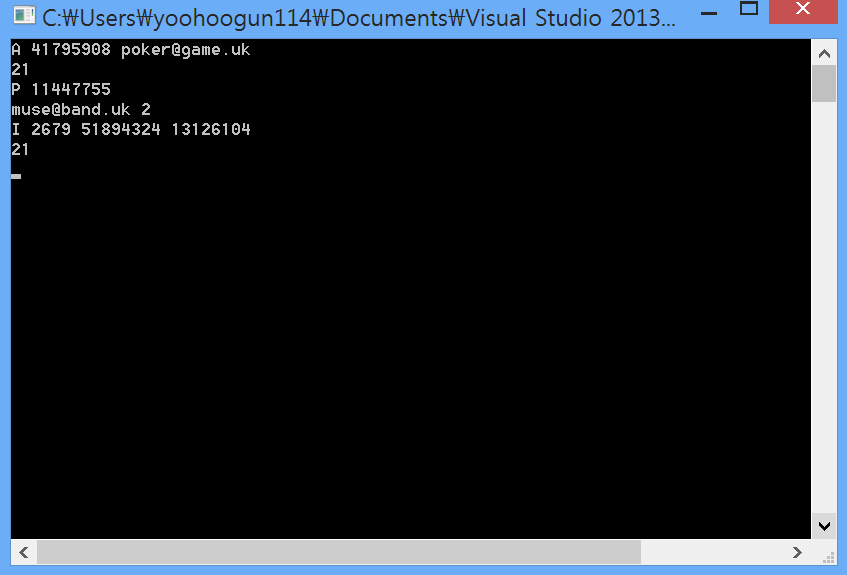 C:₩Users₩yoohoogun114₩Documents₩Visual Studio 2013...
A 41795908 poker@game.uk
21
P 11447755
muse@band.uk 2
I 2679 51894324 13126104
21